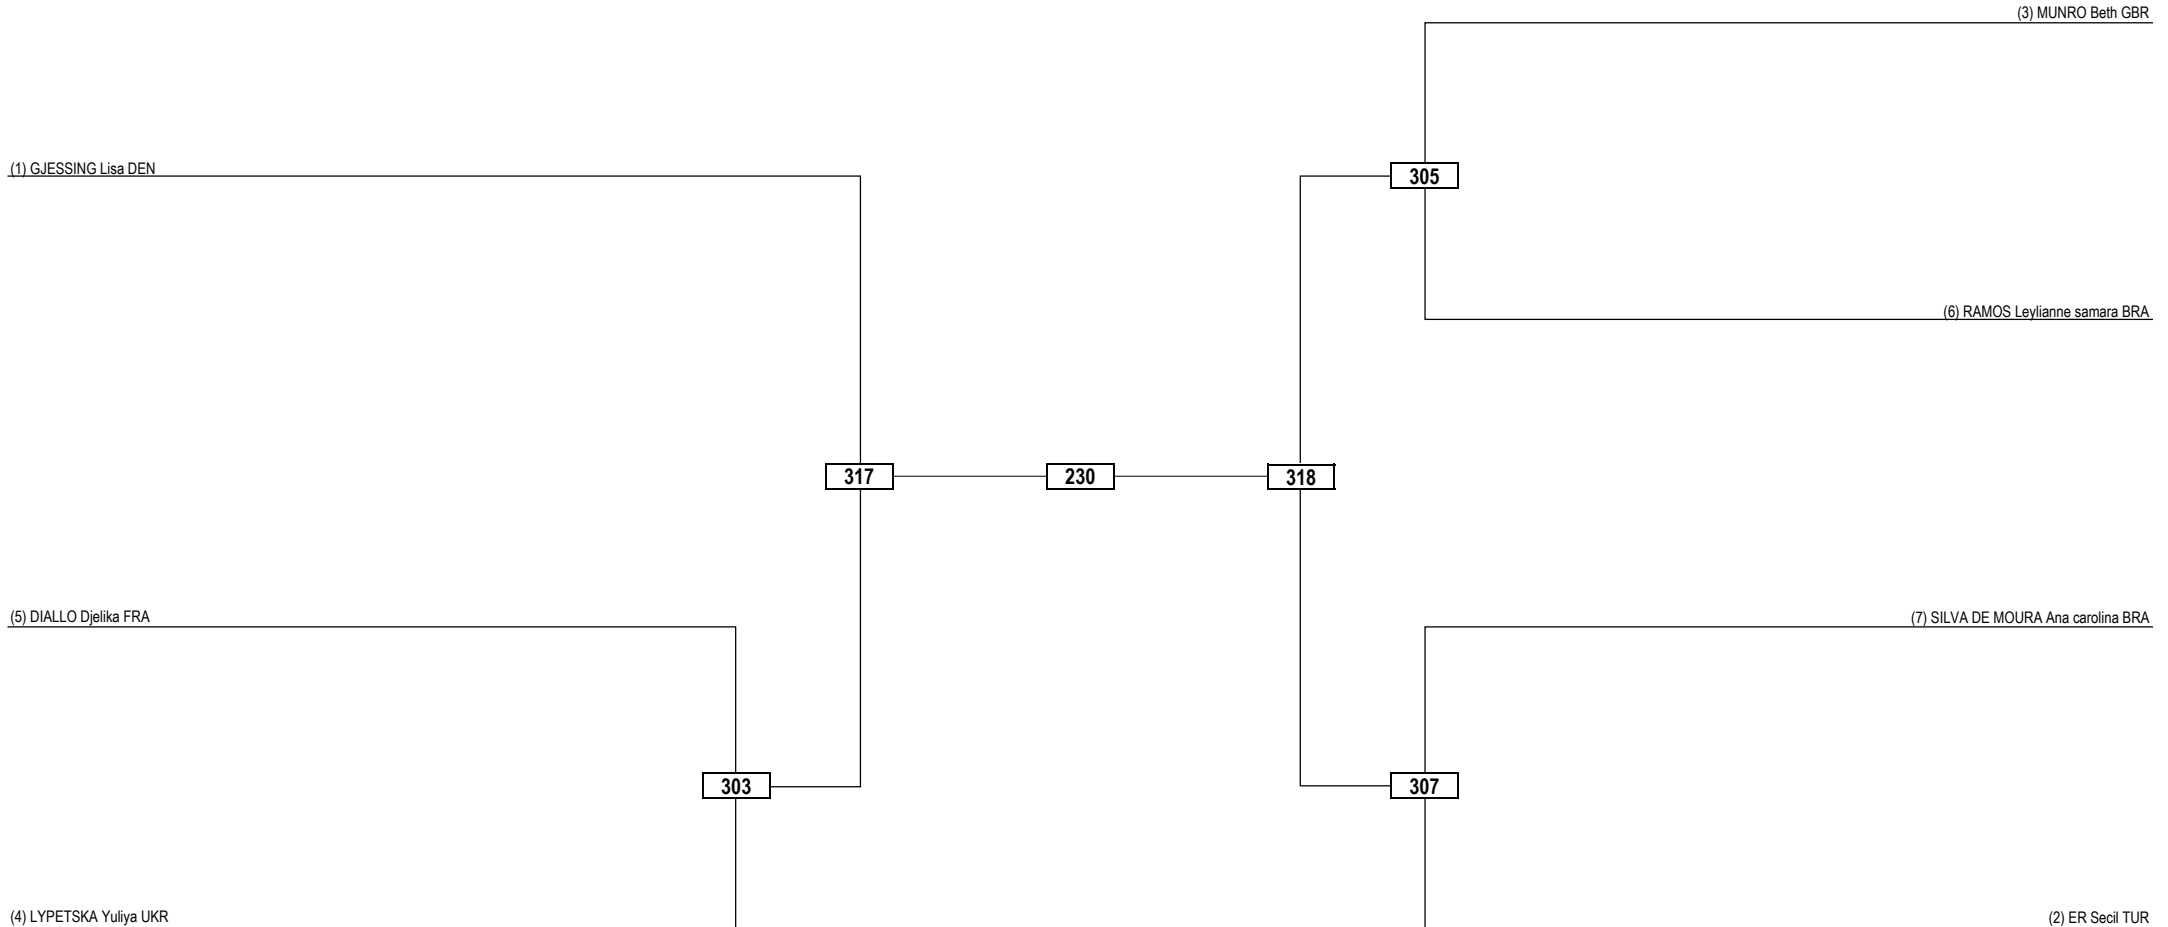 (3) MUNRO Beth GBR
(1) GJESSING Lisa DEN
305
(6) RAMOS Leylianne samara BRA
317
230
318
(5) DIALLO Djelika FRA
(7) SILVA DE MOURA Ana carolina BRA
303
307
(4) LYPETSKA Yuliya UKR
(2) ER Secil TUR